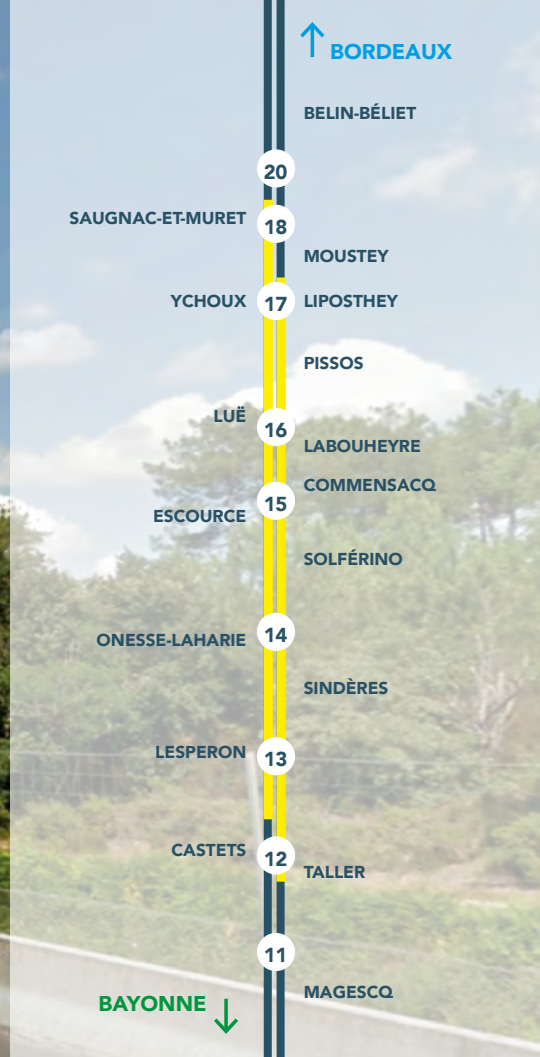 BORDEAUX
BELIN-BÉLIET
20
SAUGNAC-ET-MURET
18
MOUSTEY
YCHOUX 17 LIPOSTHEY
PISSOS
LUË
16
LABOUHEYRE
COMMENSACQ
15
ESCOURCE
SOLFÉRINO
14
ONESSE-LAHARIE
SINDÈRES
LESPERON 13
CASTETS 12
TALLER
11
MAGESCQ
BAYONNE